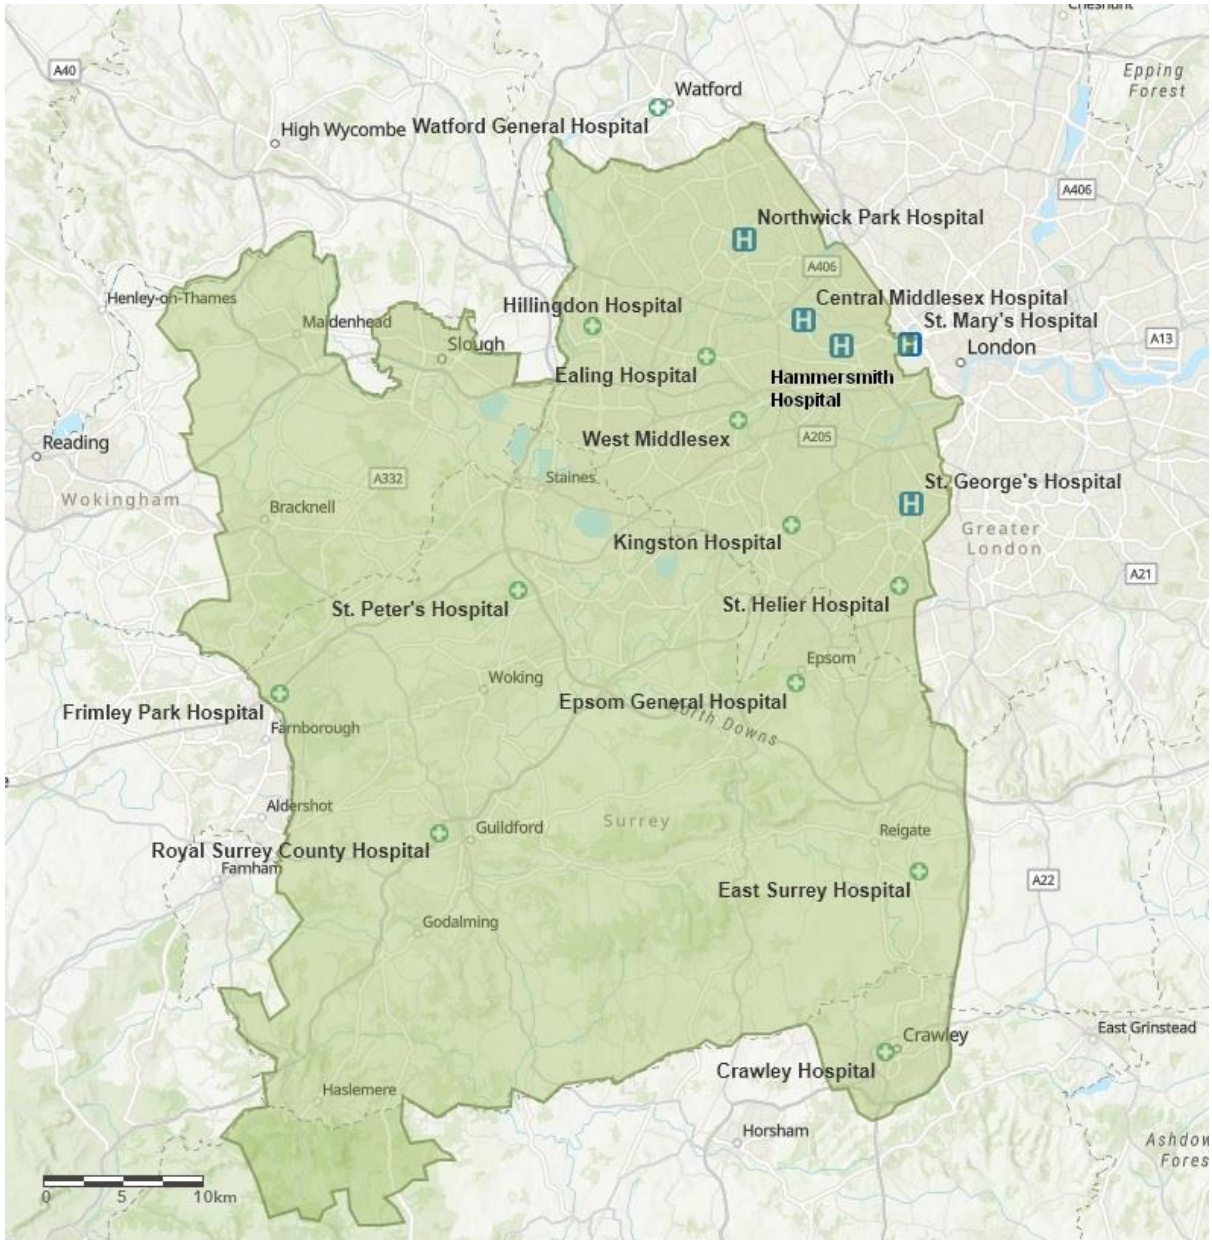 Cheshunt
A40
Epping
Forest
Watford
High Wycombe
Watford General Hospital
A406
Northwick Park Hospital
A406
Henley-on-Thames
Hillingdon Hospital
Central Middlesex Hospital
Maidenhead
St. Mary's Hospital
A13
Slough
London
Ealing Hospital
Hammersmith
Hospital
West Middlesex
A205
Reading
Wokingham
A332
Staines
St. George's Hospital
Bracknell
Greater
London
Kingston Hospital
A21
St. Peter's Hospital
St. Helier Hospital
Epsom
Woking
Epsom General Hospital
Frimley Park Hospital
North Downs
Farnborough
Aldershot
Guildford
Surrey
Reigate
Royal Surrey County Hospital
Farnham
A22
East Surrey Hospital
Godalming
East Grinstead
Crawley
Crawley Hospital
Haslemere
Horsham
Ashdow
Fores
0 5 10km
H
H
H
H
H